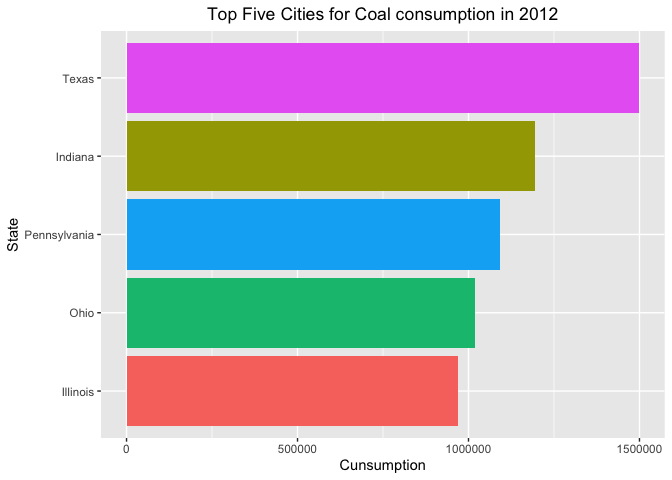 Top Five Cities for Coal consumption in 2012
Texas
Indiana
Pennsylvania
Ohio
Illinois
State
0 500000 1000000 1500000
Cunsumption